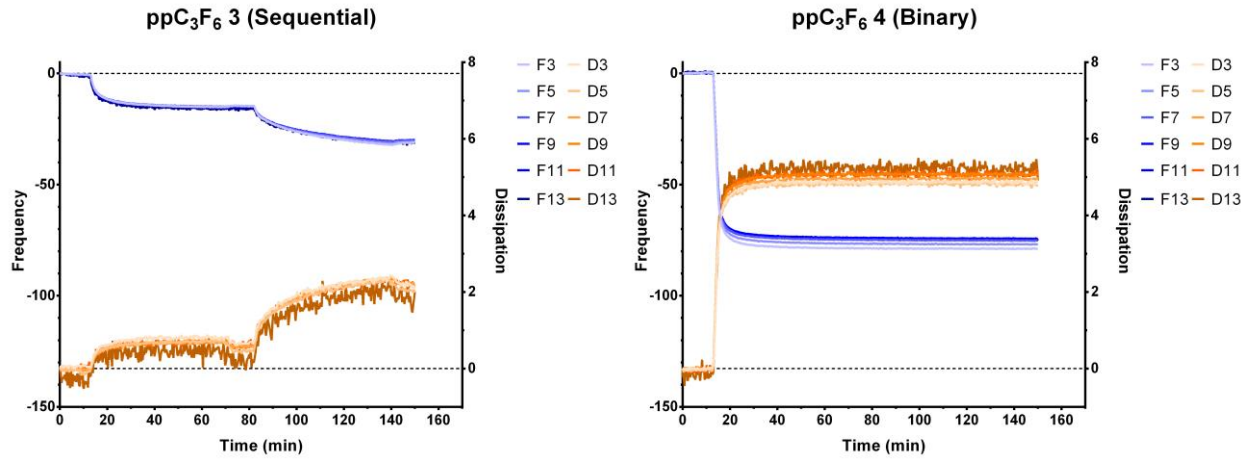 ppC₃F₆ 3 (Sequential)
0
-50
-100
-150
Frequency
8
6
4
2
0
Dissipation
0 20 40 60 80 100 120 140 160
Time (min)
F3 D3
F5 D5
F7 D7
F9 D9
F11 D11
F13 D13
ppC₃F₆ 4 (Binary)
0
-50
-100
-150
Frequency
8
6
4
2
0
Dissipation
0 20 40 60 80 100 120 140 160
Time (min)
F3 D3
F5 D5
F7 D7
F9 D9
F11 D11
F13 D13